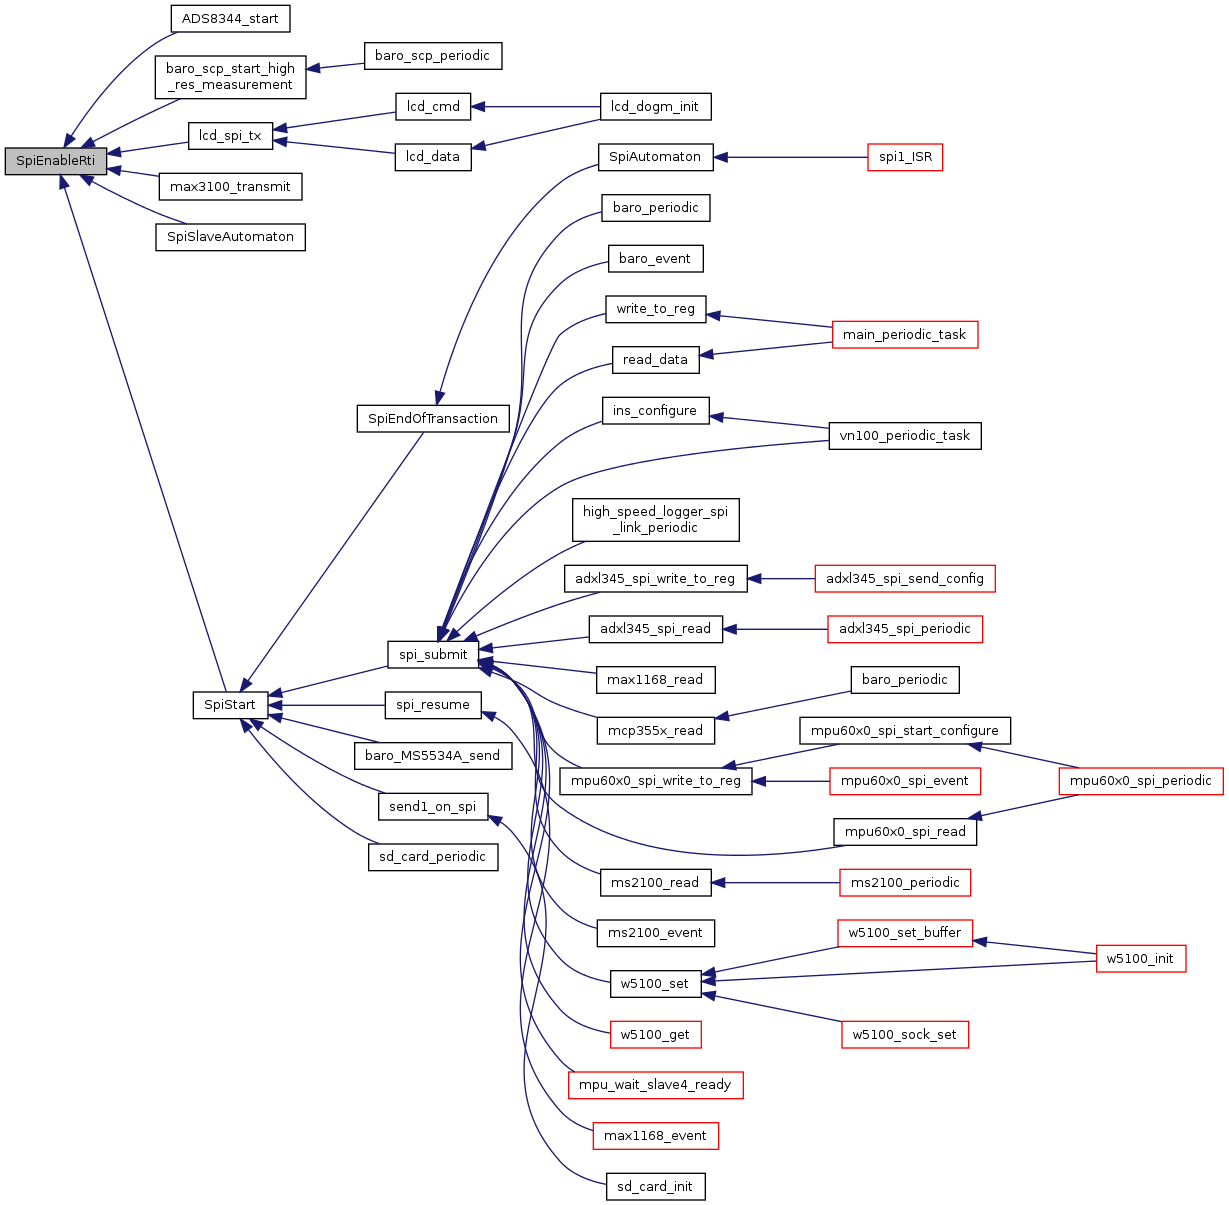 ADS8344_start
baro_scp_start_high
_res_measurement
baro_scp_periodic
lcd_cmd
lcd_dogm_init
lcd_spi_tx
lcd_data
SpiEnableRti
SpiAutomaton
spi1_ISR
max3100_transmit
baro_periodic
SpiSlaveAutomaton
baro_event
write_to_reg
main_periodic_task
read_data
ins_configure
SpiEndOfTransaction
vn100_periodic_task
high_speed_logger_spi
_link_periodic
adxl345_spi_write_to_reg
adxl345_spi_send_config
adxl345_spi_read
adxl345_spi_periodic
spi_submit
max1168_read
baro_periodic
SpiStart
spi_resume
mcp355x_read
mpu60x0_spi_start_configure
baro_MS5534A_send
mpu60x0_spi_write_to_reg
mpu60x0_spi_event
mpu60x0_spi_periodic
send1_on_spi
mpu60x0_spi_read
sd_card_periodic
ms2100_read
ms2100_periodic
ms2100_event
w5100_set_buffer
w5100_init
w5100_set
w5100_get
w5100_sock_set
mpu_wait_slave4_ready
max1168_event
sd_card_init